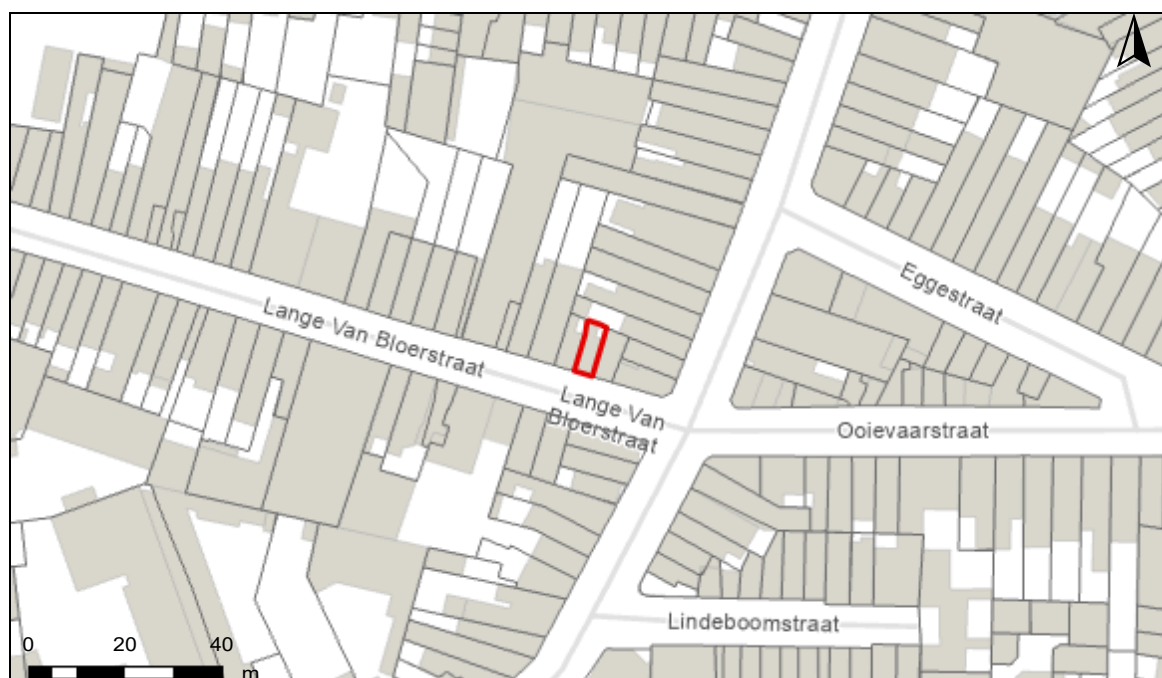 Eggestraat
Lange Van Bloerstraat
Lange Van
Bloerstraat
Ooievaarstraat
Lindeboomstraat
0 20 40
m